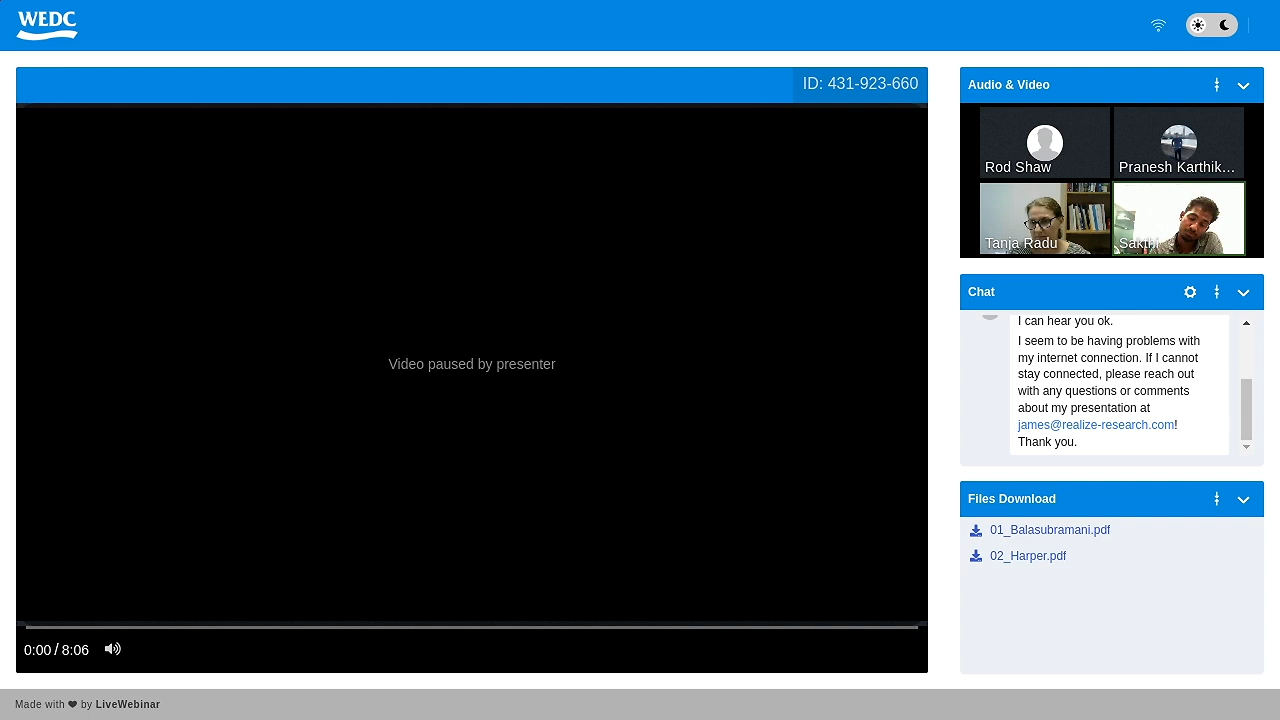 WEDC
ID: 431-923-660
Video paused by presenter
0:00 / 8:06
Audio & Video
Rod Shaw
Pranesh Karthik...
Tanja Radu
Sakthi
Chat
I can hear you ok.
I seem to be having problems with
my internet connection. If I cannot
stay connected, please reach out
with any questions or comments
about my presentation at
james@realize-research.com!
Thank you.
Files Download
01_Balasubramani.pdf
02_Harper.pdf
Made with ❤ by LiveWebinar